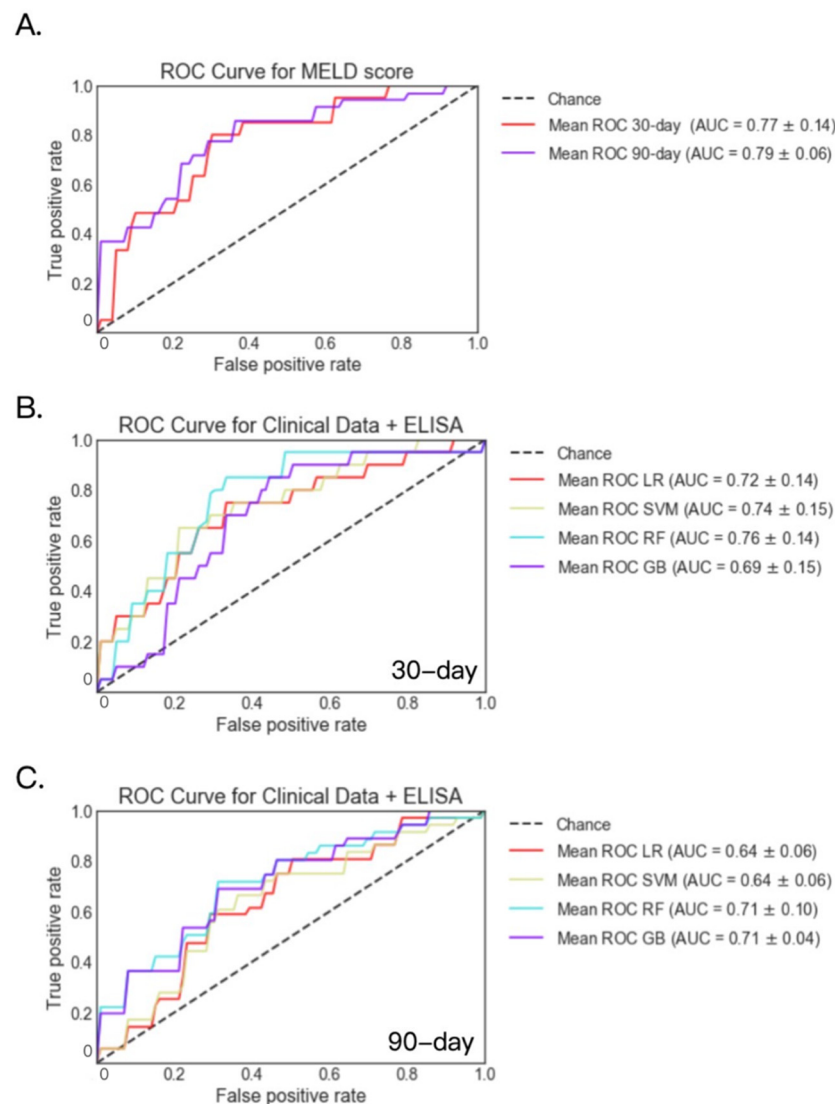 A.
ROC Curve for MELD score
1.0
0.8
0.6
0.4
0.2
0
True positive rate
0 0.2 0.4 0.6 0.8 1.0
False positive rate
Chance
Mean ROC 30-day (AUC = 0.77 ± 0.14)
Mean ROC 90-day (AUC = 0.79 ± 0.06)
B.
ROC Curve for Clinical Data + ELISA
1.0
0.8
0.6
0.4
0.2
0
True positive rate
30–day
0 0.2 0.4 0.6 0.8 1.0
False positive rate
Chance
Mean ROC LR (AUC = 0.72 ± 0.14)
Mean ROC SVM (AUC = 0.74 ± 0.15)
Mean ROC RF (AUC = 0.76 ± 0.14)
Mean ROC GB (AUC = 0.69 ± 0.15)
C.
ROC Curve for Clinical Data + ELISA
1.0
0.8
0.6
0.4
0.2
0
True positive rate
90–day
0 0.2 0.4 0.6 0.8 1.0
False positive rate
Chance
Mean ROC LR (AUC = 0.64 ± 0.06)
Mean ROC SVM (AUC = 0.64 ± 0.06)
Mean ROC RF (AUC = 0.71 ± 0.10)
Mean ROC GB (AUC = 0.71 ± 0.04)